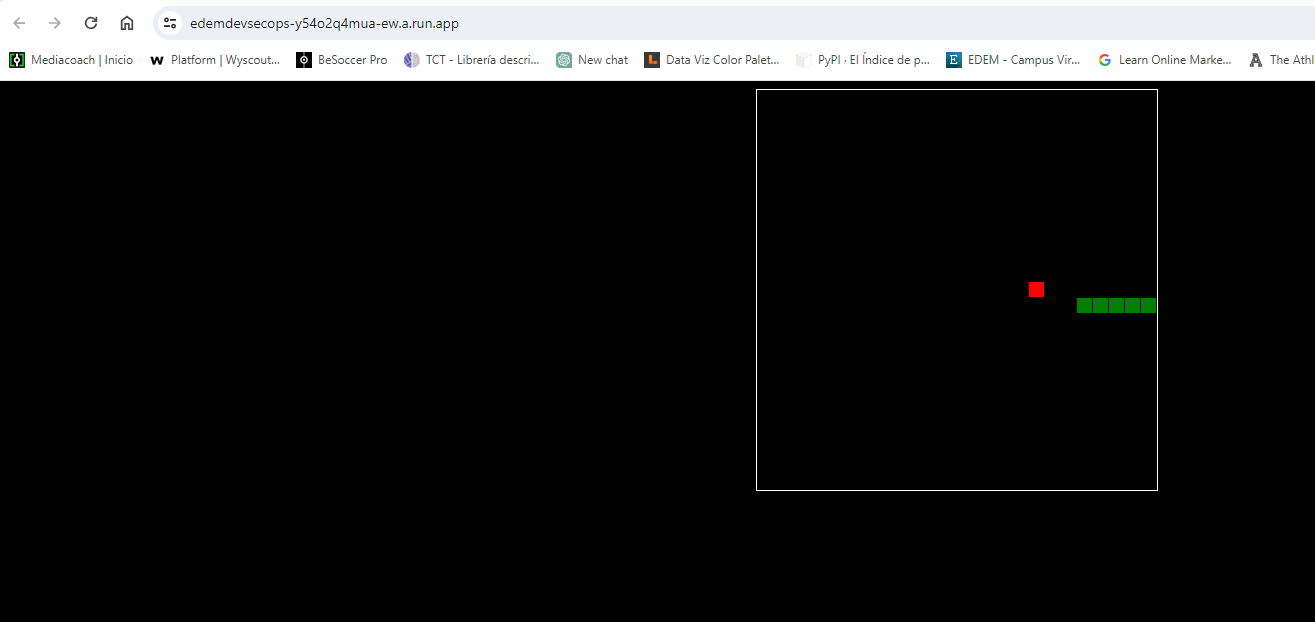 edemdevsecops-y54o2q4mua-ew.a.run.app
Mediacoach | Inicio W Platform | Wyscout... BeSoccer Pro TCT - Librería descri... New chat L Data Viz Color Palet... PyPI · El Índice de p... E EDEM - Campus Vir... G Learn Online Marke... A The Athl